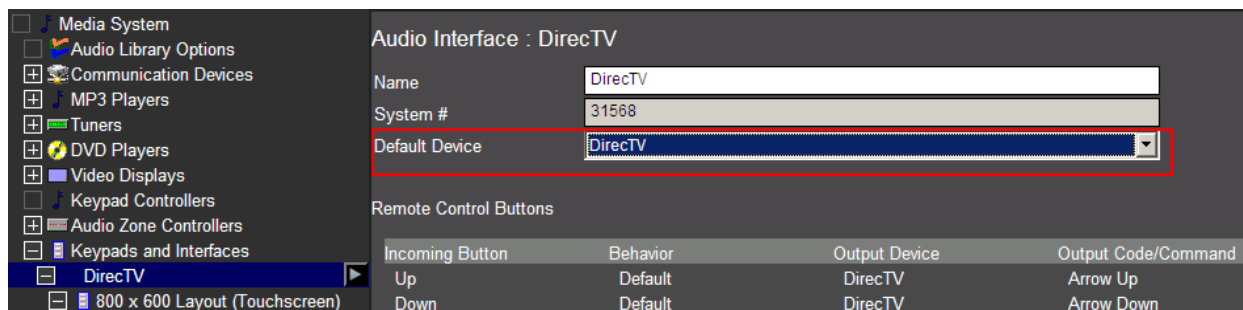 Media System
Audio Library Options
Communication Devices
MP3 Players
Tuners
DVD Players
Video Displays
Keypad Controllers
Audio Zone Controllers
Keypads and Interfaces
DirecTV
800 x 600 Layout (Touchscreen)
Audio Interface : DirecTV
Name DirecTV
System # 31568
Default Device DirecTV
Remote Control Buttons
Incoming Button Behavior Output Device Output Code/Command
Up Default DirecTV Arrow Up
Down Default DirecTV Arrow Down